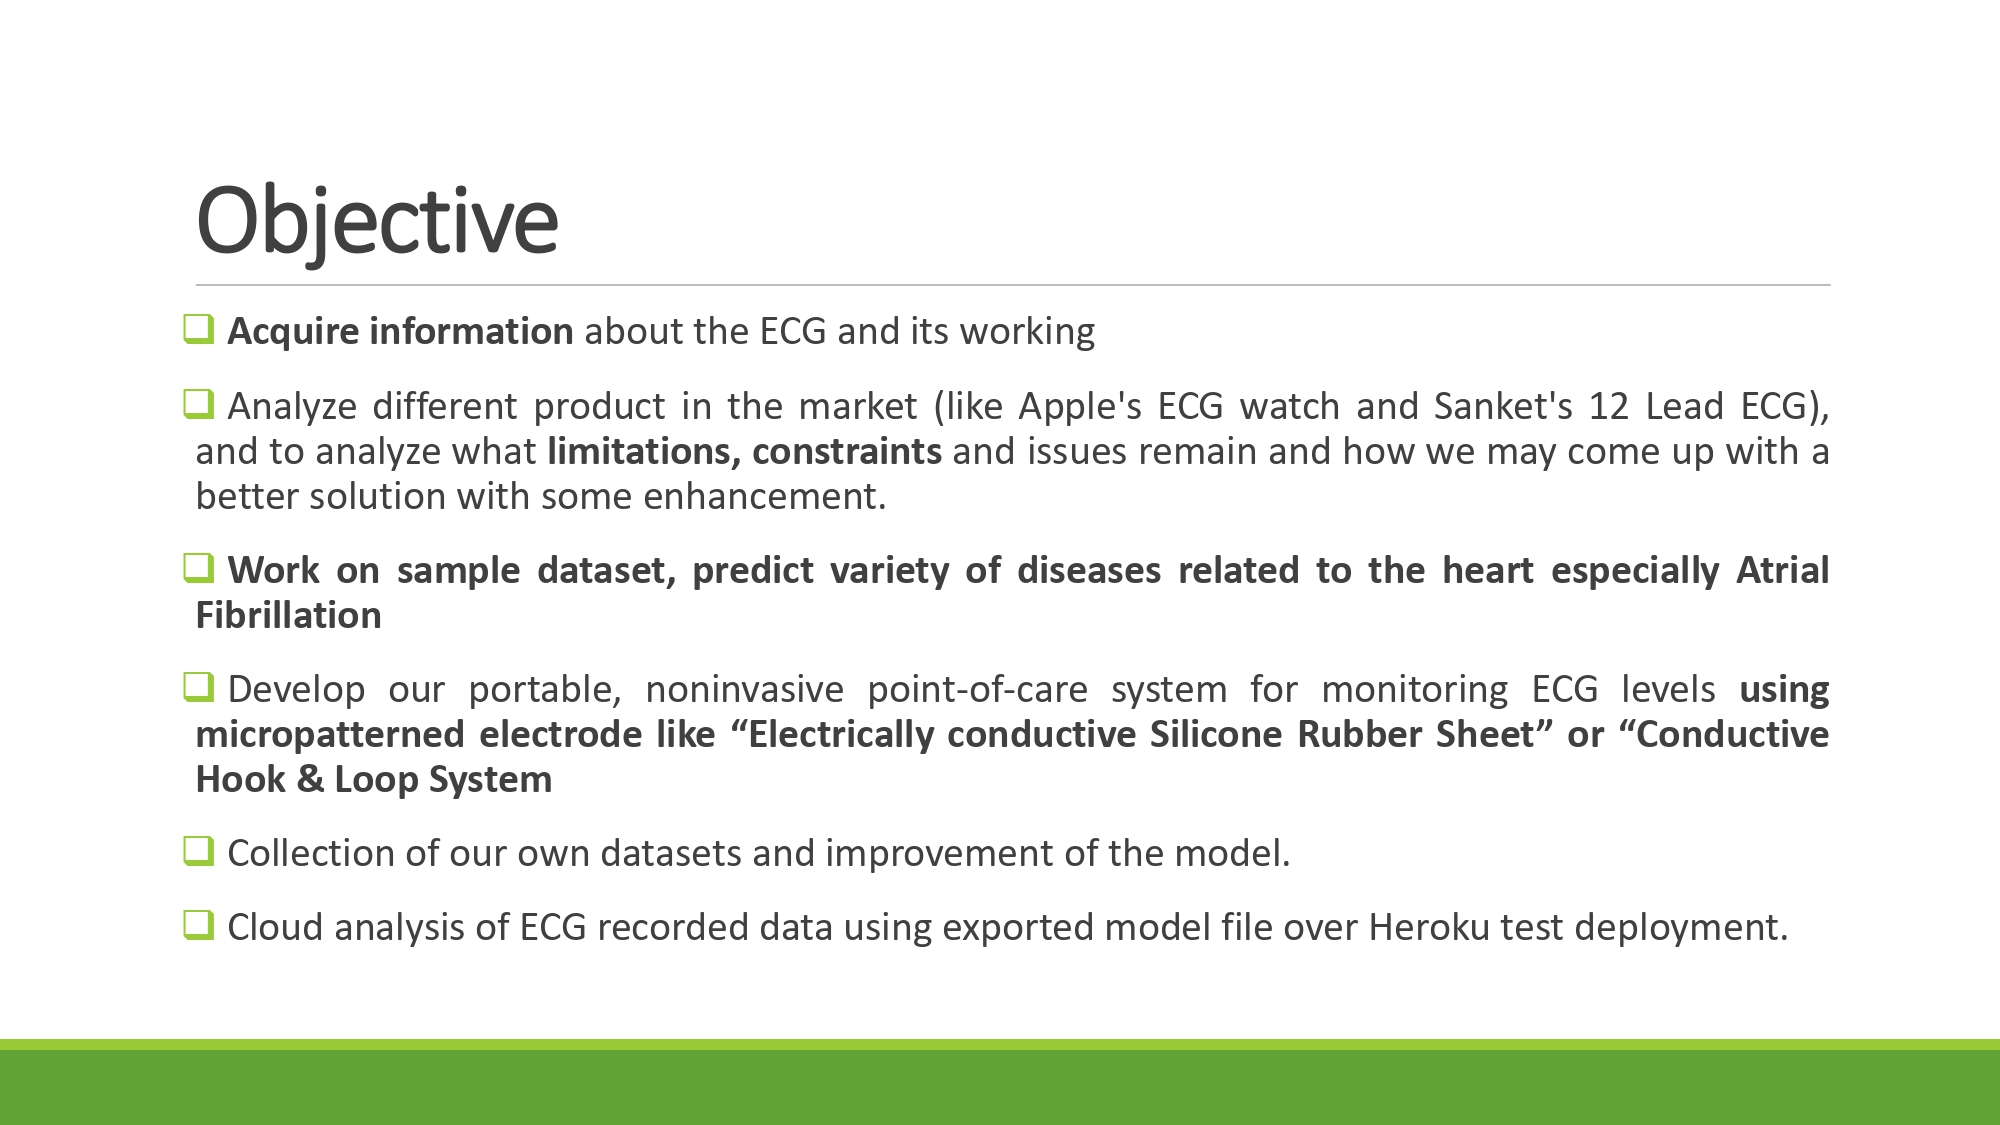 Objective
Acquire information about the ECG and its working
Analyze different product in the market (like Apple's ECG watch and Sanket's 12 Lead ECG),
and to analyze what limitations, constraints and issues remain and how we may come up with a
better solution with some enhancement.
Work on sample dataset, predict variety of diseases related to the heart especially Atrial
Fibrillation
Develop our portable, noninvasive point-of-care system for monitoring ECG levels using
micropatterned electrode like “Electrically conductive Silicone Rubber Sheet” or “Conductive
Hook & Loop System
Collection of our own datasets and improvement of the model.
Cloud analysis of ECG recorded data using exported model file over Heroku test deployment.